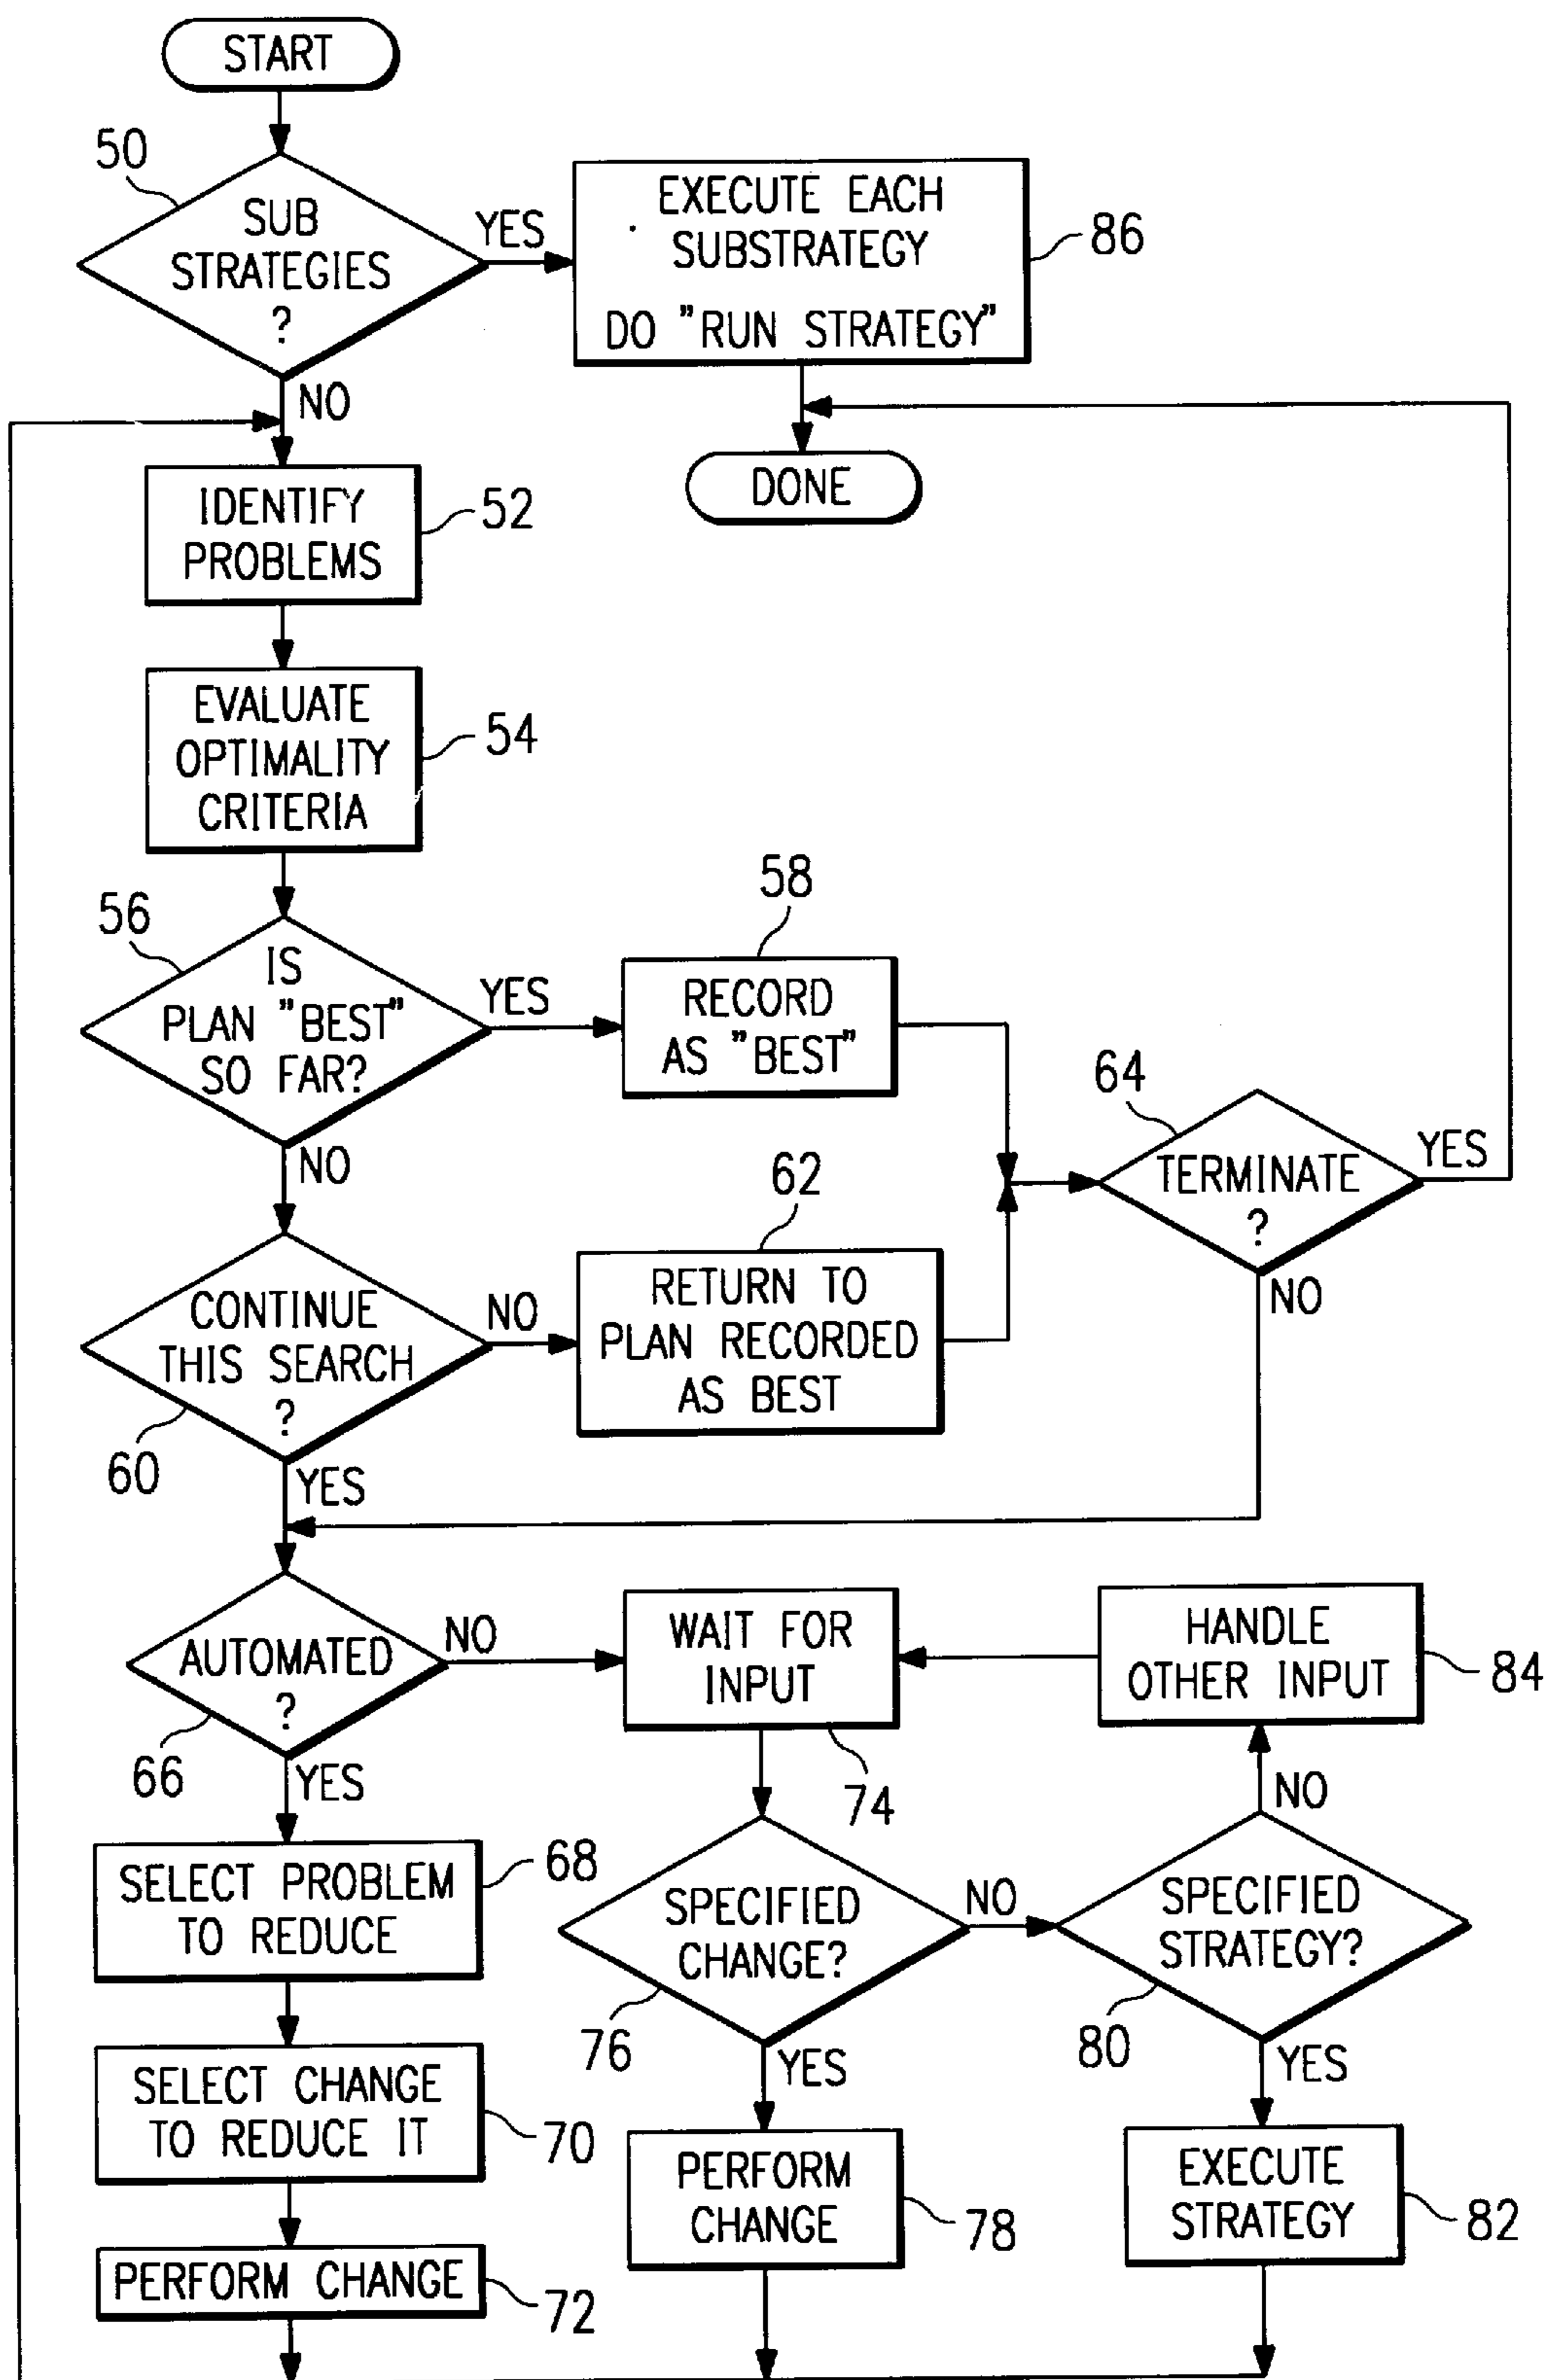 START
50
SUB
STRATEGIES
?
YES
EXECUTE EACH
SUBSTRATEGY
DO "RUN STRATEGY"
86
NO
DONE
IDENTIFY
PROBLEMS
52
EVALUATE
OPTIMALITY
CRITERIA
54
56
IS
PLAN "BEST"
SO FAR?
YES
58
RECORD
AS "BEST"
NO
64
TERMINATE
?
YES
NO
62
RETURN TO
PLAN RECORDED
AS BEST
CONTINUE
THIS SEARCH
?
NO
60
YES
AUTOMATED
?
NO
66
YES
WAIT FOR
INPUT
74
HANDLE
OTHER INPUT
84
NO
SELECT PROBLEM
TO REDUCE
68
SPECIFIED
CHANGE?
NO
76
YES
SPECIFIED
STRATEGY?
80
YES
SELECT CHANGE
TO REDUCE IT
70
PERFORM
CHANGE
78
EXECUTE
STRATEGY
82
PERFORM CHANGE
72